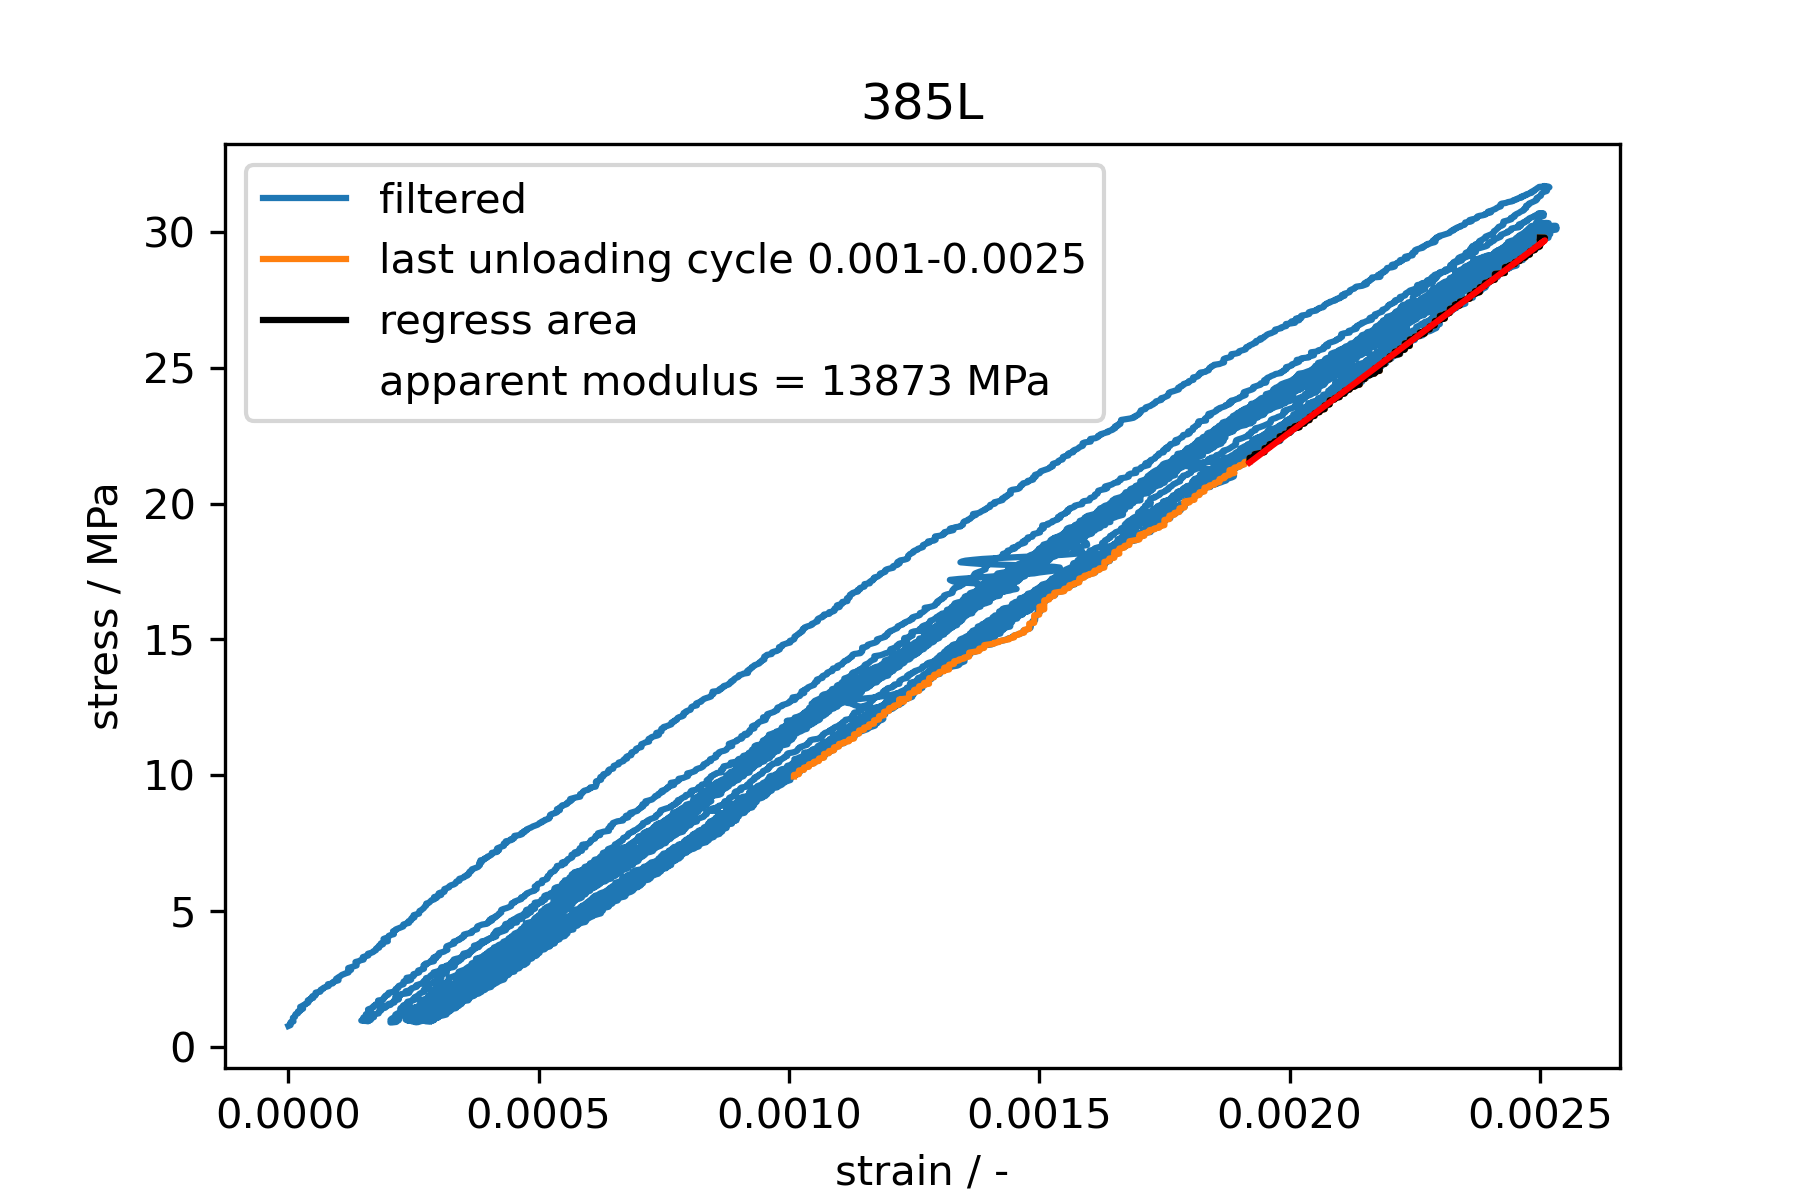 385L
filtered
last unloading cycle 0.001-0.0025
regress area
apparent modulus = 13873 MPa
30
25
20
15
10
5
0
stress / MPa
0.0000 0.0005 0.0010 0.0015 0.0020 0.0025
strain / -